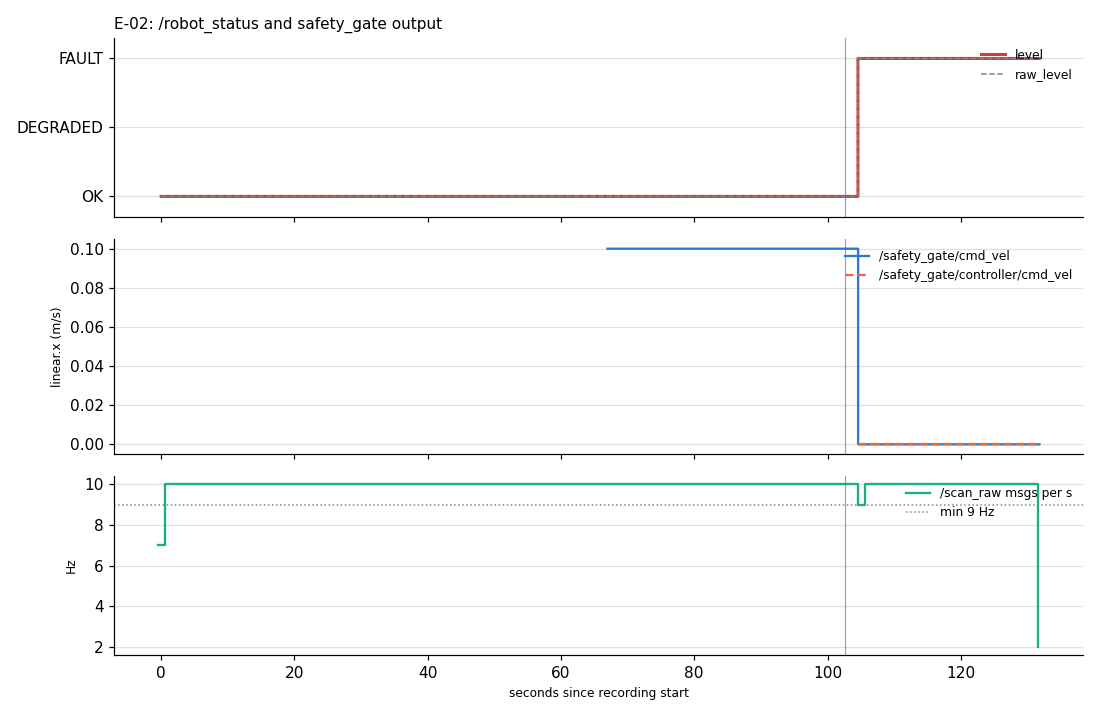 E-02: /robot_status and safety_gate output
FAULT
DEGRADED
OK
level
raw_level
0.10
0.08
0.06
0.04
0.02
0.00
linear.x (m/s)
/safety_gate/cmd_vel
/safety_gate/controller/cmd_vel
10
8
6
4
2
Hz
/scan_raw msgs per s
min 9 Hz
0 20 40 60 80 100 120
seconds since recording start